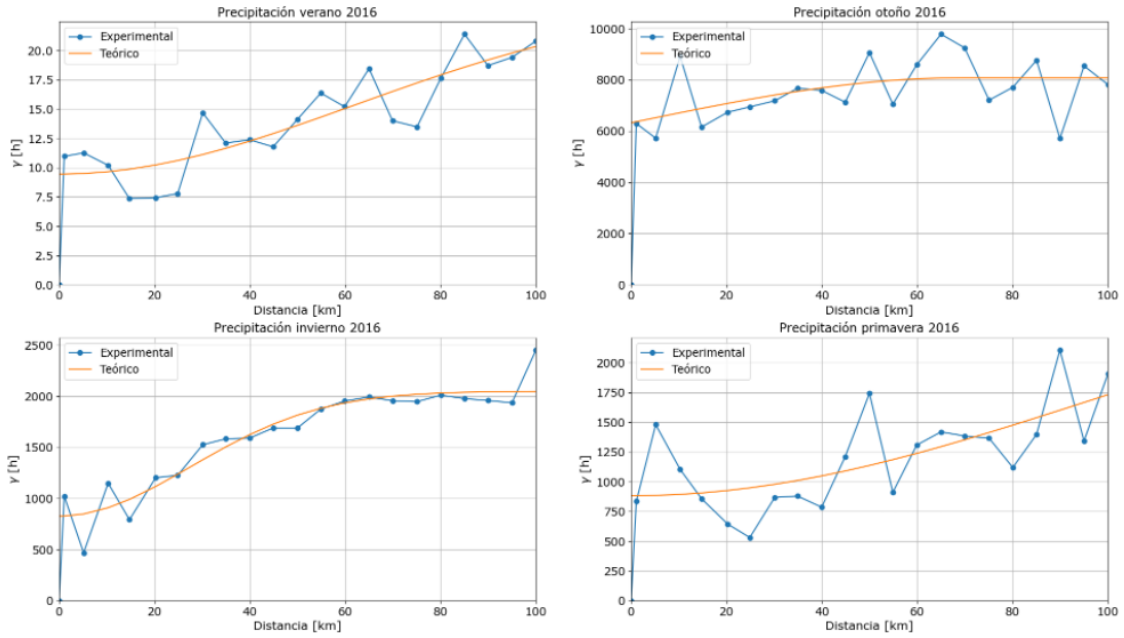 Precipitación verano 2016
Experimental
Teórico
γ [h]
20.0
17.5
15.0
12.5
10.0
7.5
5.0
2.5
0.0
0 20 40 60 80 100
Distancia [km]
Precipitación otoño 2016
Experimental
Teórico
γ [h]
10000
8000
6000
4000
2000
0
0 20 40 60 80 100
Distancia [km]
Precipitación invierno 2016
Experimental
Teórico
γ [h]
2500
2000
1500
1000
500
0
0 20 40 60 80 100
Distancia [km]
Precipitación primavera 2016
Experimental
Teórico
γ [h]
2000
1750
1500
1250
1000
750
500
250
0
0 20 40 60 80 100
Distancia [km]